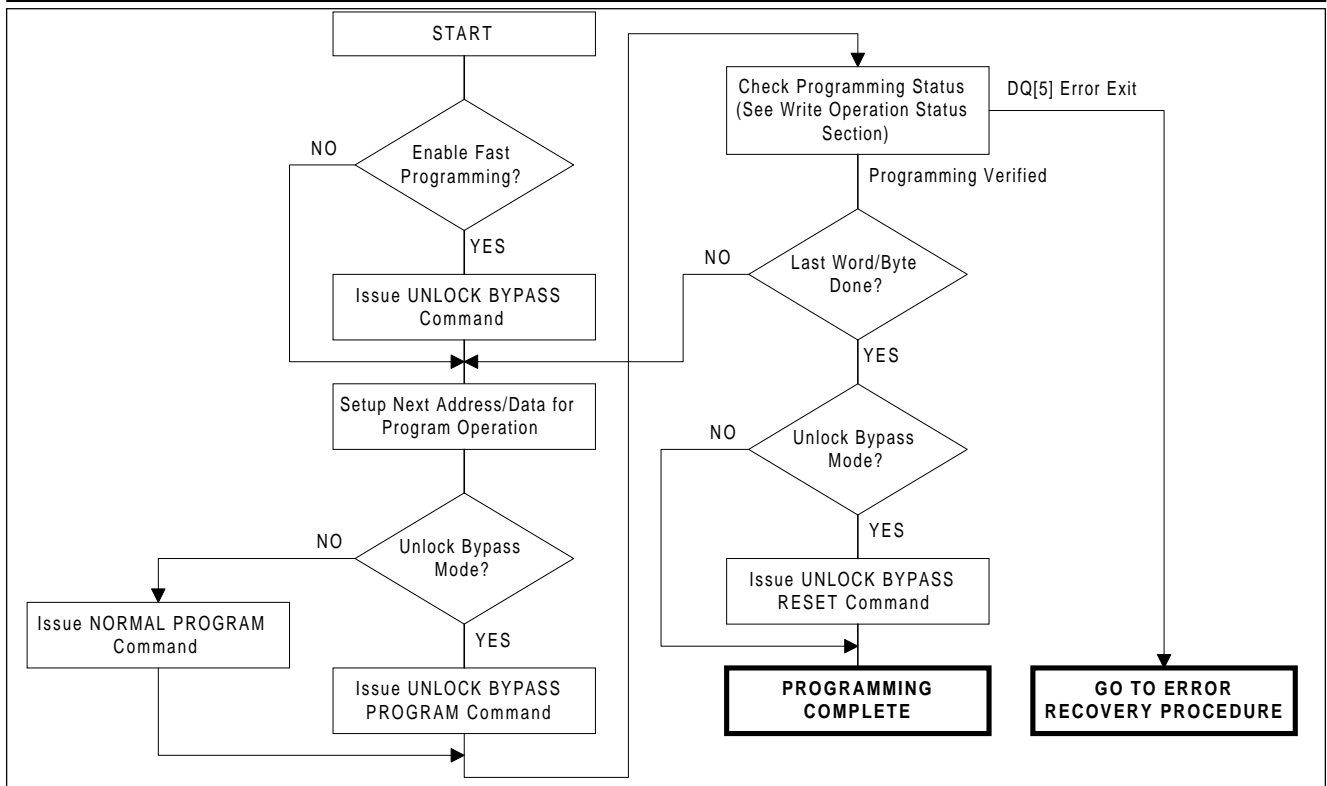 START
Enable Fast
Programming?
NO
YES
Issue UNLOCK BYPASS
Command
Setup Next Address/Data for
Program Operation
Unlock Bypass
Mode?
NO
Issue NORMAL PROGRAM
Command
YES
Issue UNLOCK BYPASS
PROGRAM Command
Check Programming Status
(See Write Operation Status
Section)
DQ[5] Error Exit
Programming Verified
Last Word/Byte
Done?
NO
YES
Unlock Bypass
Mode?
NO
YES
Issue UNLOCK BYPASS
RESET Command
PROGRAMMING
COMPLETE
GO TO ERROR
RECOVERY PROCEDURE